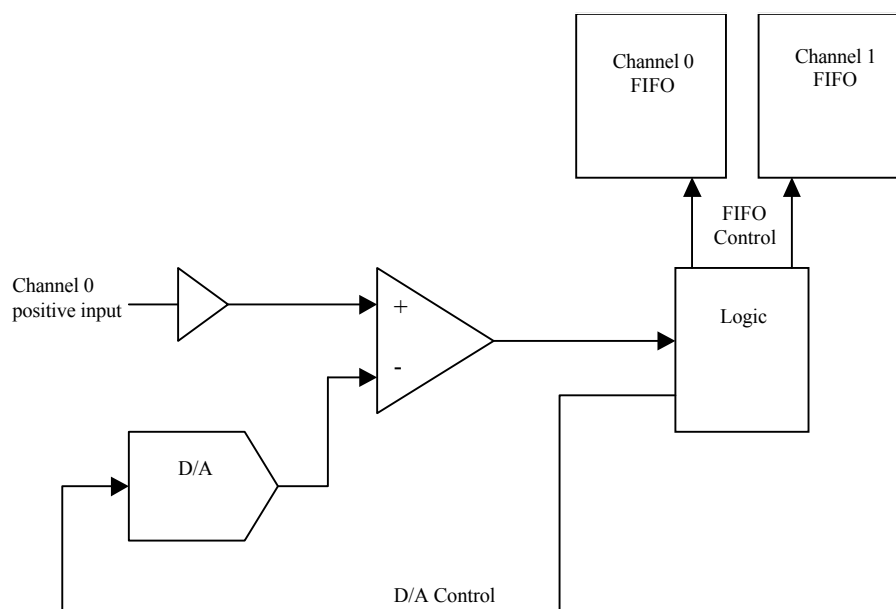 Channel 0
FIFO
Channel 1
FIFO
FIFO
Control
Channel 0
positive input
+
-
Logic
D/A
D/A Control